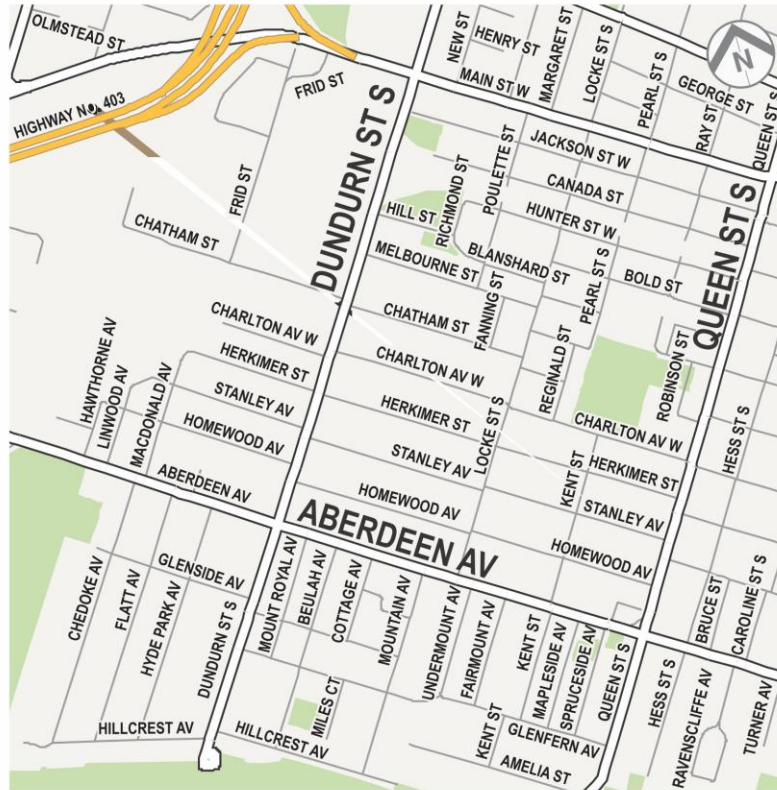 OLMSTEAD ST
NEW ST
HENRY ST
MARGARET ST
LOCKE ST S
PEARL ST S
GEORGE ST
RAY ST
QUEEN ST S
N
MAIN ST W
FRID ST
HIGHWAY NO 403
DUNDURN ST S
JACKSON ST W
CANADA ST
HUNTER ST W
QUEEN ST S
FRID ST
CHATHAM ST
HILL ST
RICHMOND ST
POULETTE ST
MELBOURNE ST
BLANSHARD ST
PEARL ST S
BOLD ST
CHATHAM ST
FANNING ST
REGINALD ST
ROBINSON ST
CHARLTON AV W
CHARLTON AV W
HERKIMER ST
HERKIMER ST
HAWTHORNE AV
LINWOOD AV
MACDONALD AV
STANLEY AV
STANLEY AV
LOCKE ST S
CHARLTON AV W
HESS ST S
HOMEWOOD AV
HOMEWOOD AV
KENT ST
HERKIMER ST
STANLEY AV
HOMEWOOD AV
ABERDEEN AV
ABERDEEN AV
CHEDOKE AV
FLATT AV
GLENSIDE AV
HYDE PARK AV
DUNDURN ST S
MOUNT ROYAL AV
BEULAH AV
COTTAGE AV
MOUNTAIN AV
UNDERMOUNT AV
FAIRMOUNT AV
KENT ST
MAPLESIDE AV
SPRUCESIDE AV
QUEEN ST S
BRUCE ST
CAROLINE ST S
HESS ST S
RAVENSCLIFFE AV
TURNER AV
HILLCREST AV
HILLCREST AV
MILES CT
KENT ST
GLENFERN AV
AMELIA ST